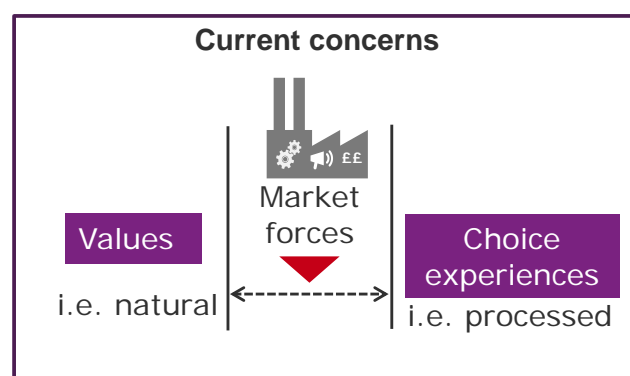 Current concerns
££
Market
forces
Values
Choice
experiences
i.e. natural
i.e. processed